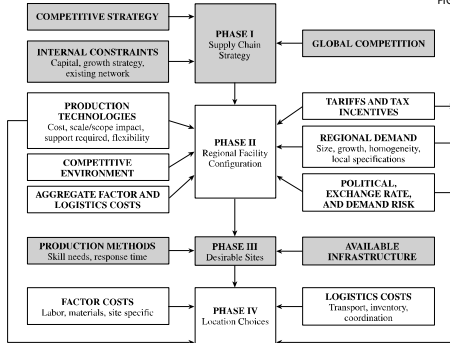 COMPETITIVE STRATEGY
PHASE I
Supply Chain
Strategy
INTERNAL CONSTRAINTS
Capital, growth strategy,
existing network
GLOBAL COMPETITION
PRODUCTION
TECHNOLOGIES
Cost, scale/scope impact,
support required, flexibility
COMPETITIVE
ENVIRONMENT
AGGREGATE FACTOR AND
LOGISTICS COSTS
PHASE II
Regional Facility
Configuration
TARIFFS AND TAX
INCENTIVES
REGIONAL DEMAND
Size, growth, homogeneity,
local specifications
POLITICAL,
EXCHANGE RATE,
AND DEMAND RISK
PRODUCTION METHODS
Skill needs, response time
PHASE III
Desirable Sites
AVAILABLE
INFRASTRUCTURE
FACTOR COSTS
Labor, materials, site specific
PHASE IV
Location Choices
LOGISTICS COSTS
Transport, inventory,
coordination